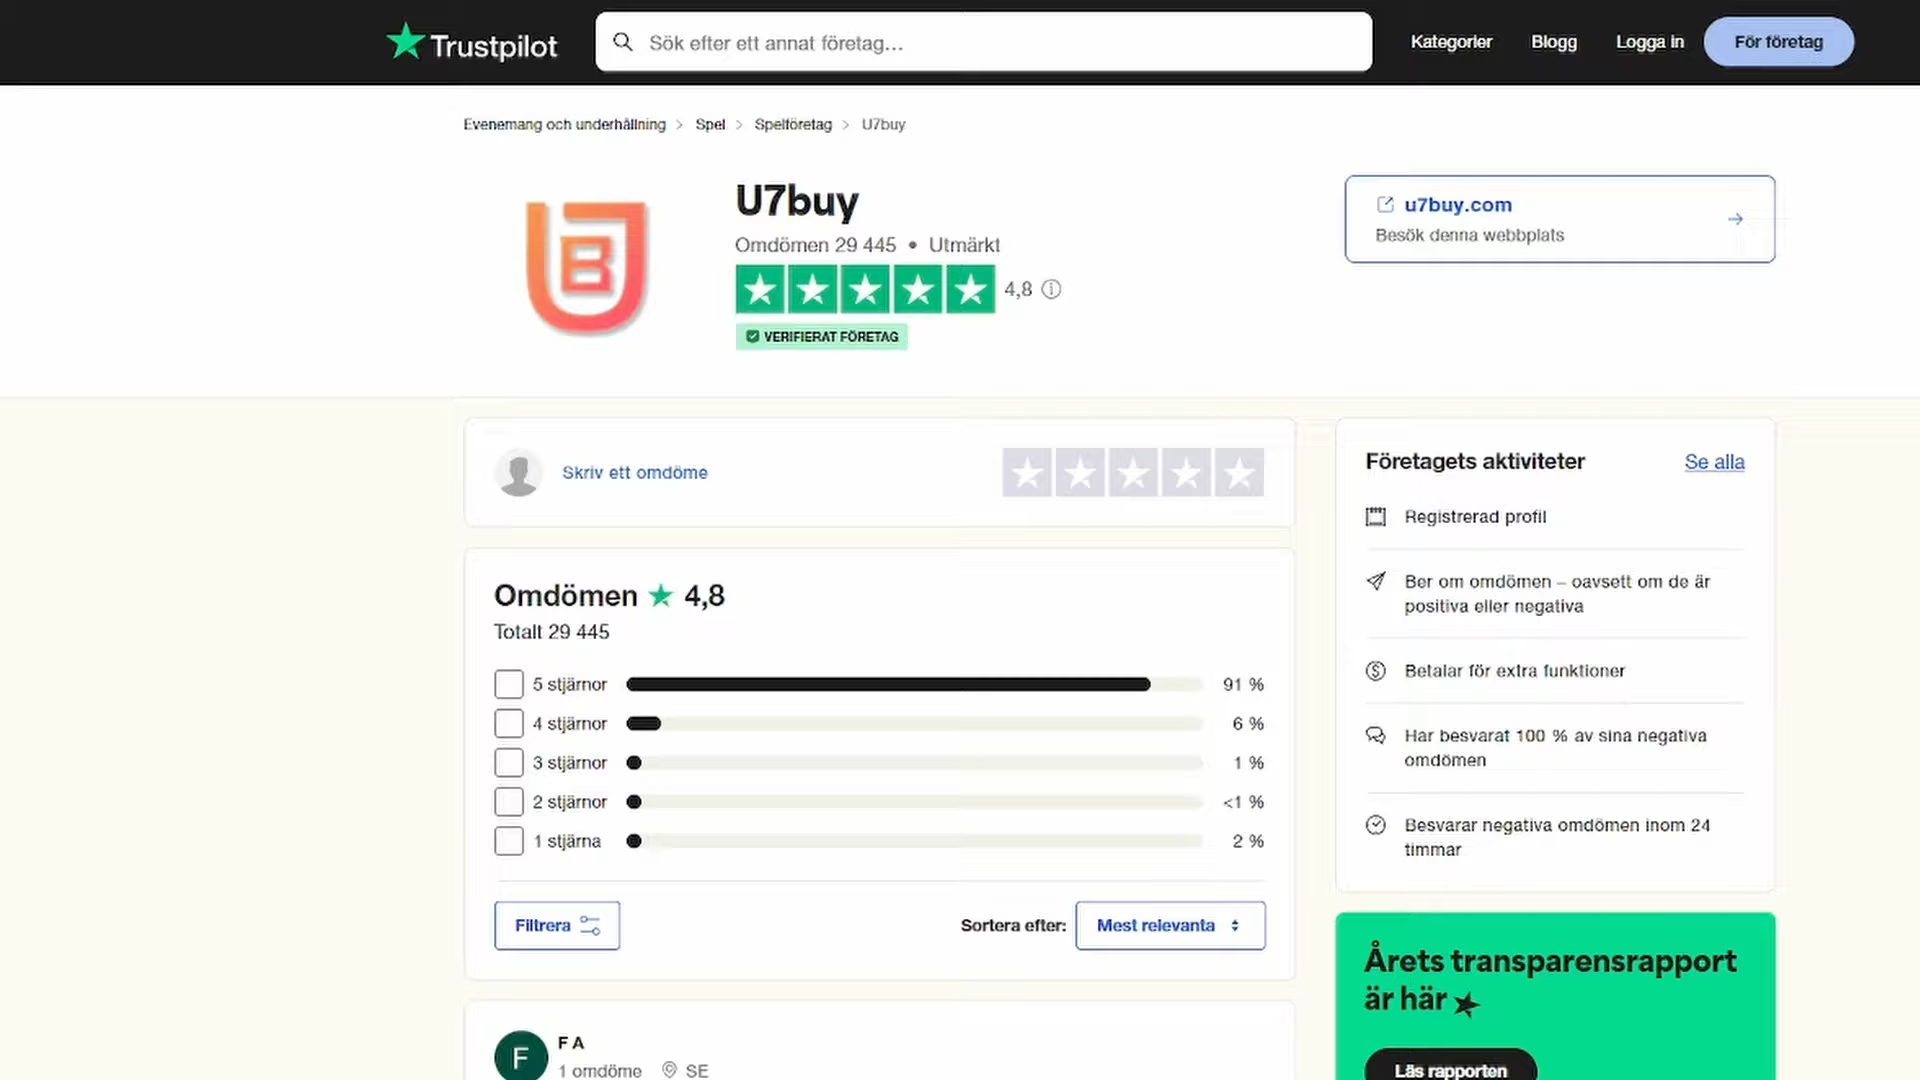 Trustpilot
Sök efter ett annat företag...
Kategorier
Blogg
Logga in
För företag
Evenemang och underhållning > Spel > Spelföretag > U7buy
U7buy
Omdömen 29 445 • Utmärkt
4,8
VERIFIERAT FÖRETAG
u7buy.com
Besök denna webbplats
Skriv ett omdöme
Omdömen 4,8
Totalt 29 445
5 stjärnor 91 %
4 stjärnor 6 %
3 stjärnor 1 %
2 stjärnor <1 %
1 stjärna 2 %
Filtrera
Sortera efter: Mest relevanta
F
F A
1 omdöme SE
Företagets aktiviteter Se alla
Registrerad profil
Ber om omdömen – oavsett om de är
positiva eller negativa
Betalar för extra funktioner
Har besvarat 100 % av sina negativa
omdömen
Besvarar negativa omdömen inom 24
timmar
Årets transparensrapport
är här
Läs rapporten